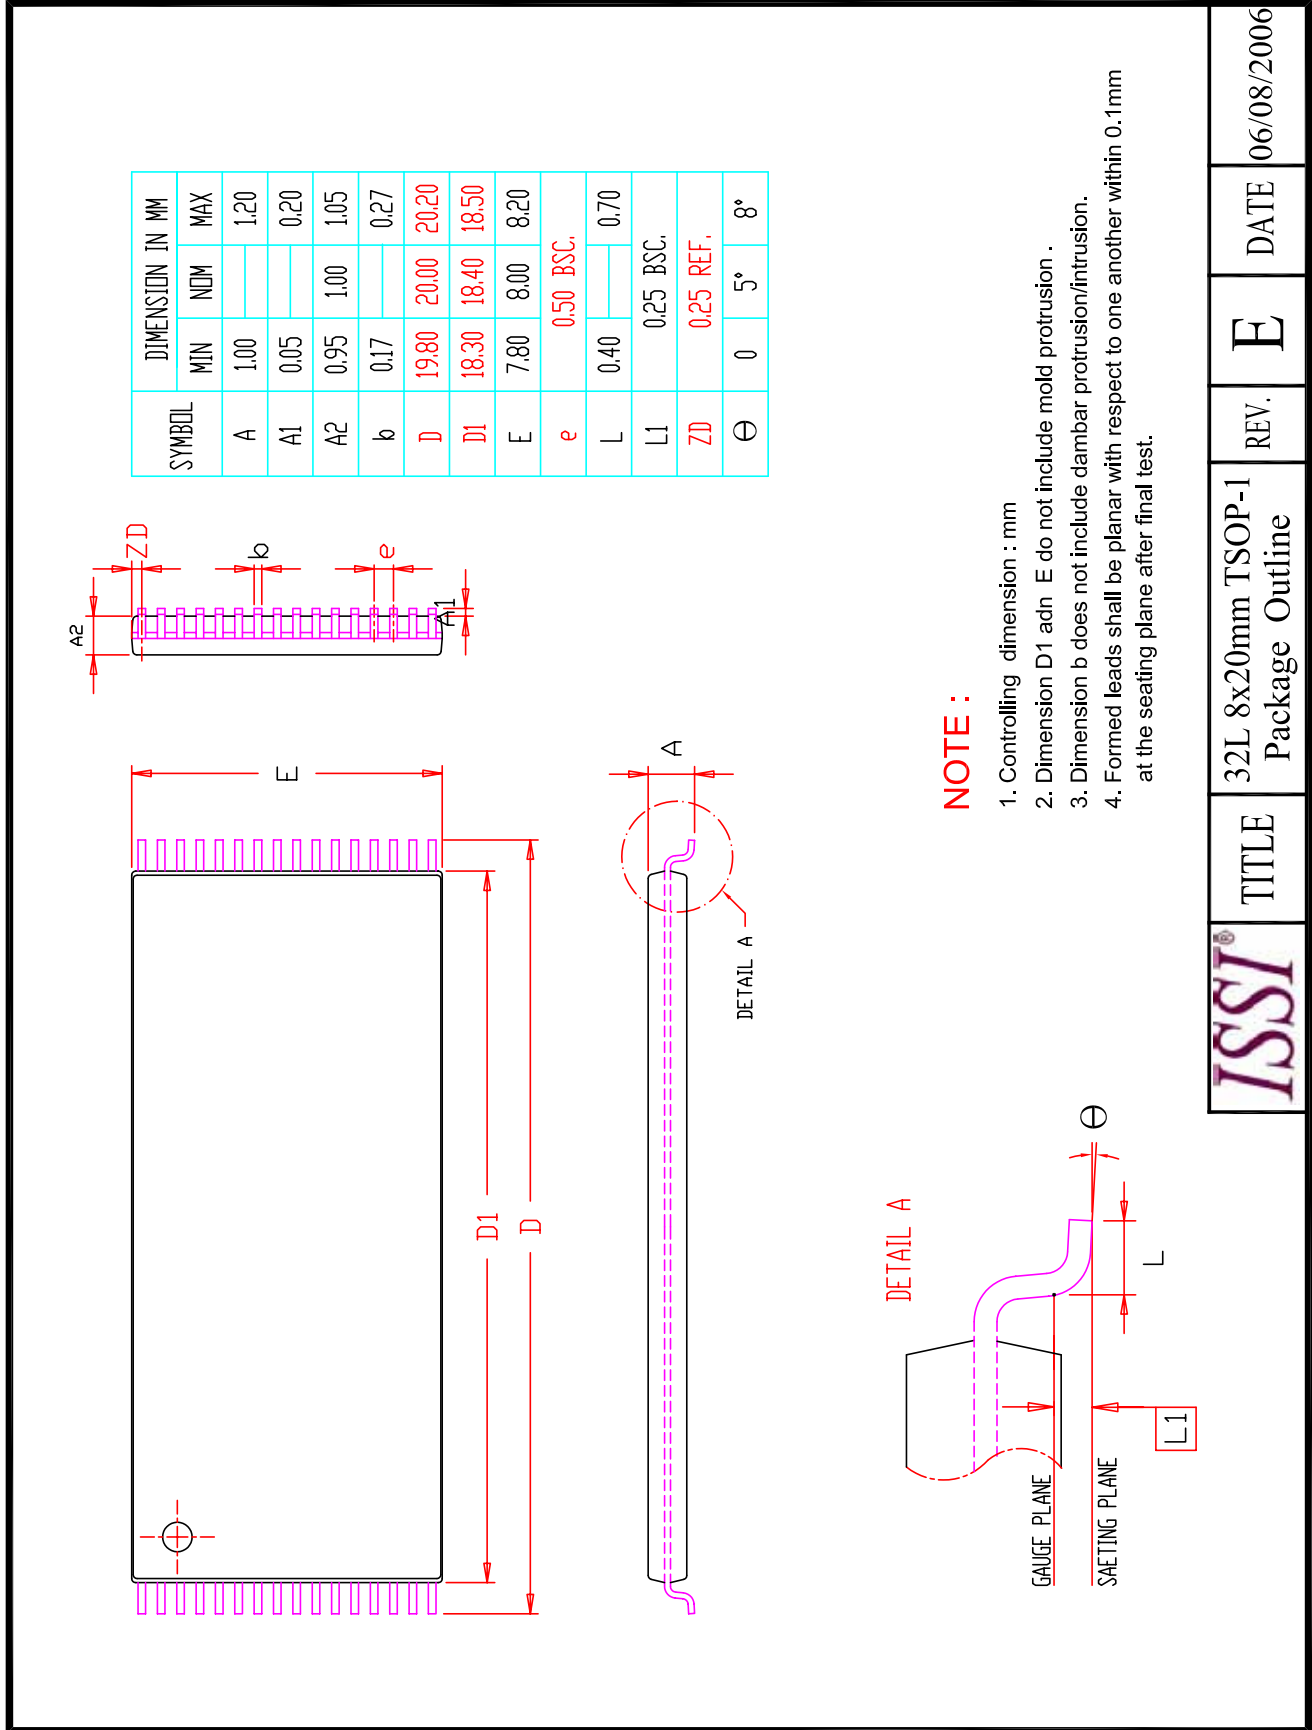 ZD
b
e
A1
A2
E
D1
D
A
DETAIL A
SYMBOL DIMENSION IN MM
MIN NOM MAX
A 1.00 1.20
A1 0.05 0.20
A2 0.95 1.00 1.05
b 0.17 0.27
D 19.80 20.00 20.20
D1 18.30 18.40 18.50
E 7.80 8.00 8.20
e 0.50 BSC.
L 0.40 0.70
L1 0.25 BSC.
ZD 0.25 REF.
Θ 0 5° 8°
DETAIL A
GAUGE PLANE
SAETING PLANE
L1
L
Θ
NOTE :
1. Controlling dimension : mm
2. Dimension D1 adn E do not include mold protrusion .
3. Dimension b does not include dambar protrusion/intrusion.
4. Formed leads shall be planar with respect to one another within 0.1mm
at the seating plane after final test.
ISSI®
TITLE
32L 8x20mm TSOP-1
Package Outline
REV.
E
DATE
06/08/2006